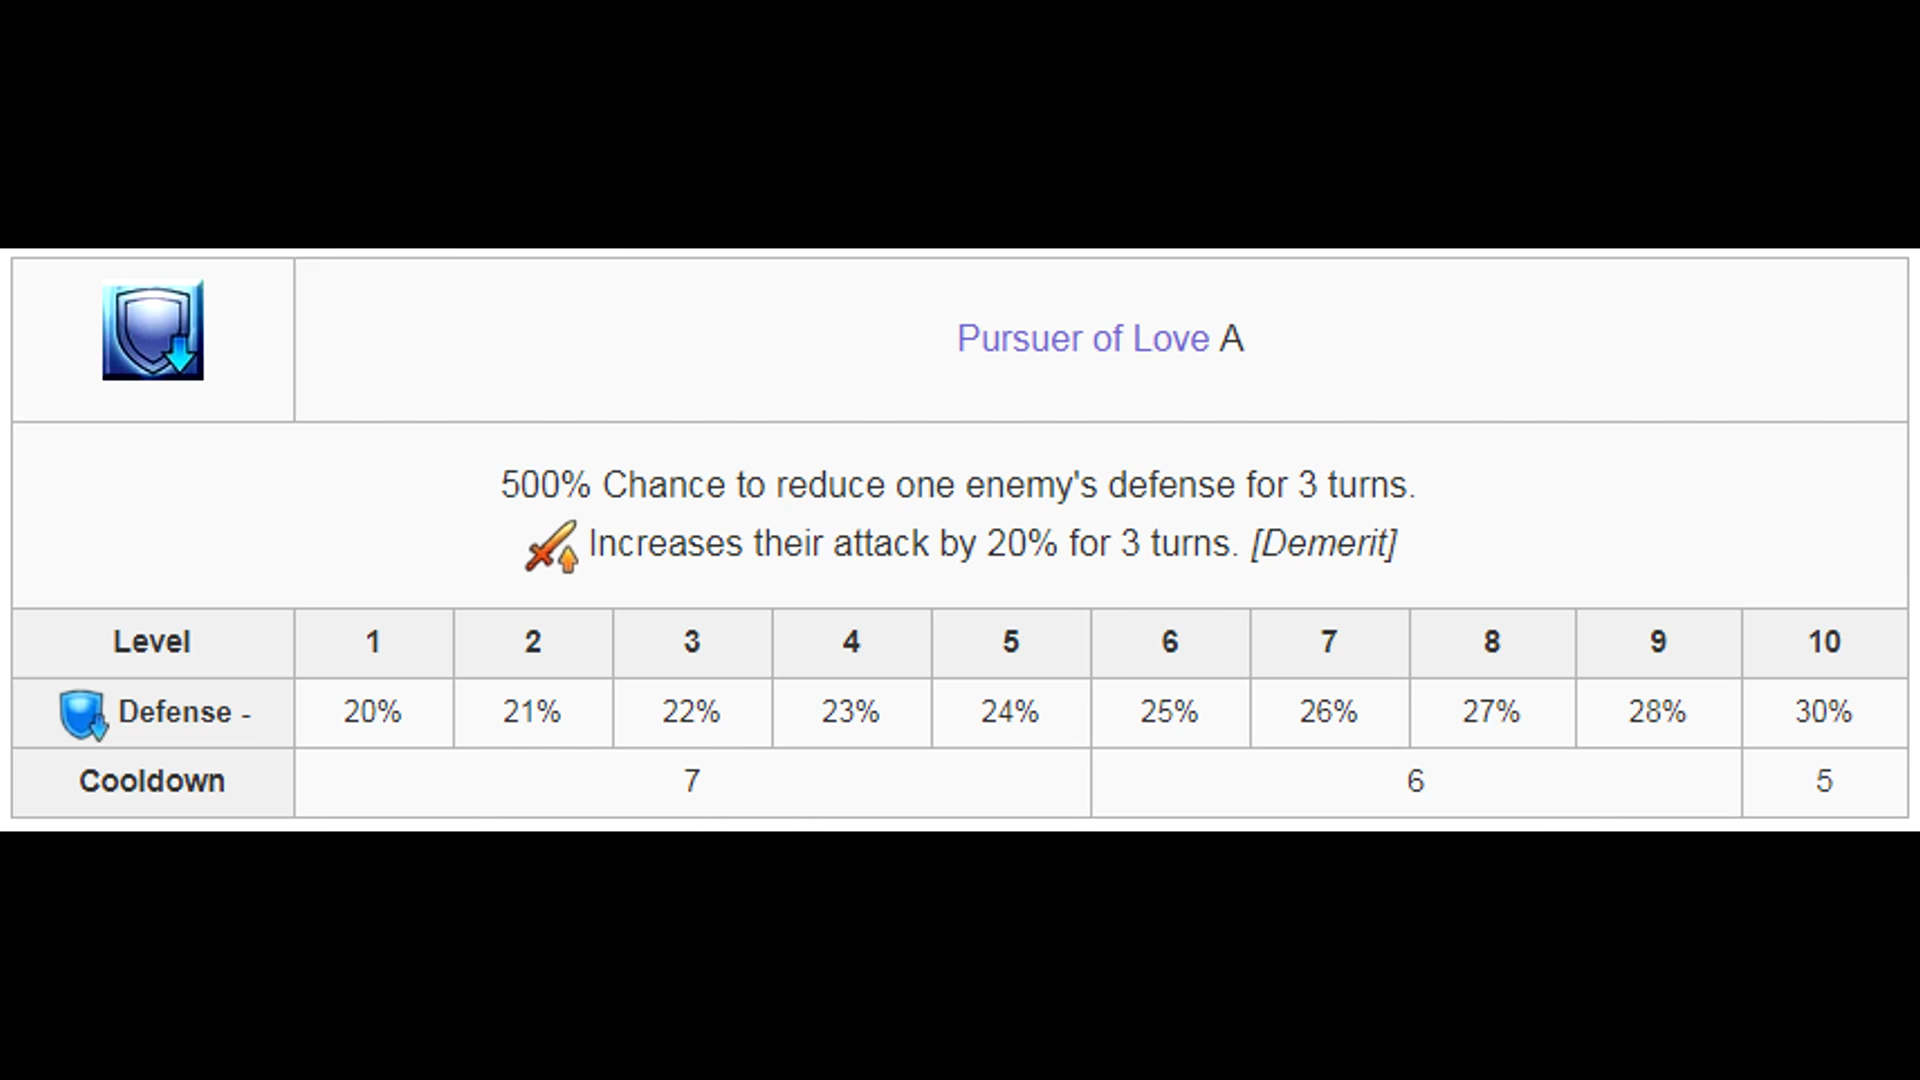 Pursuer of Love A
500% Chance to reduce one enemy's defense for 3 turns.
Increases their attack by 20% for 3 turns. [Demerit]
Level 1 2 3 4 5 6 7 8 9 10
Defense - 20% 21% 22% 23% 24% 25% 26% 27% 28% 30%
Cooldown 7 6 5